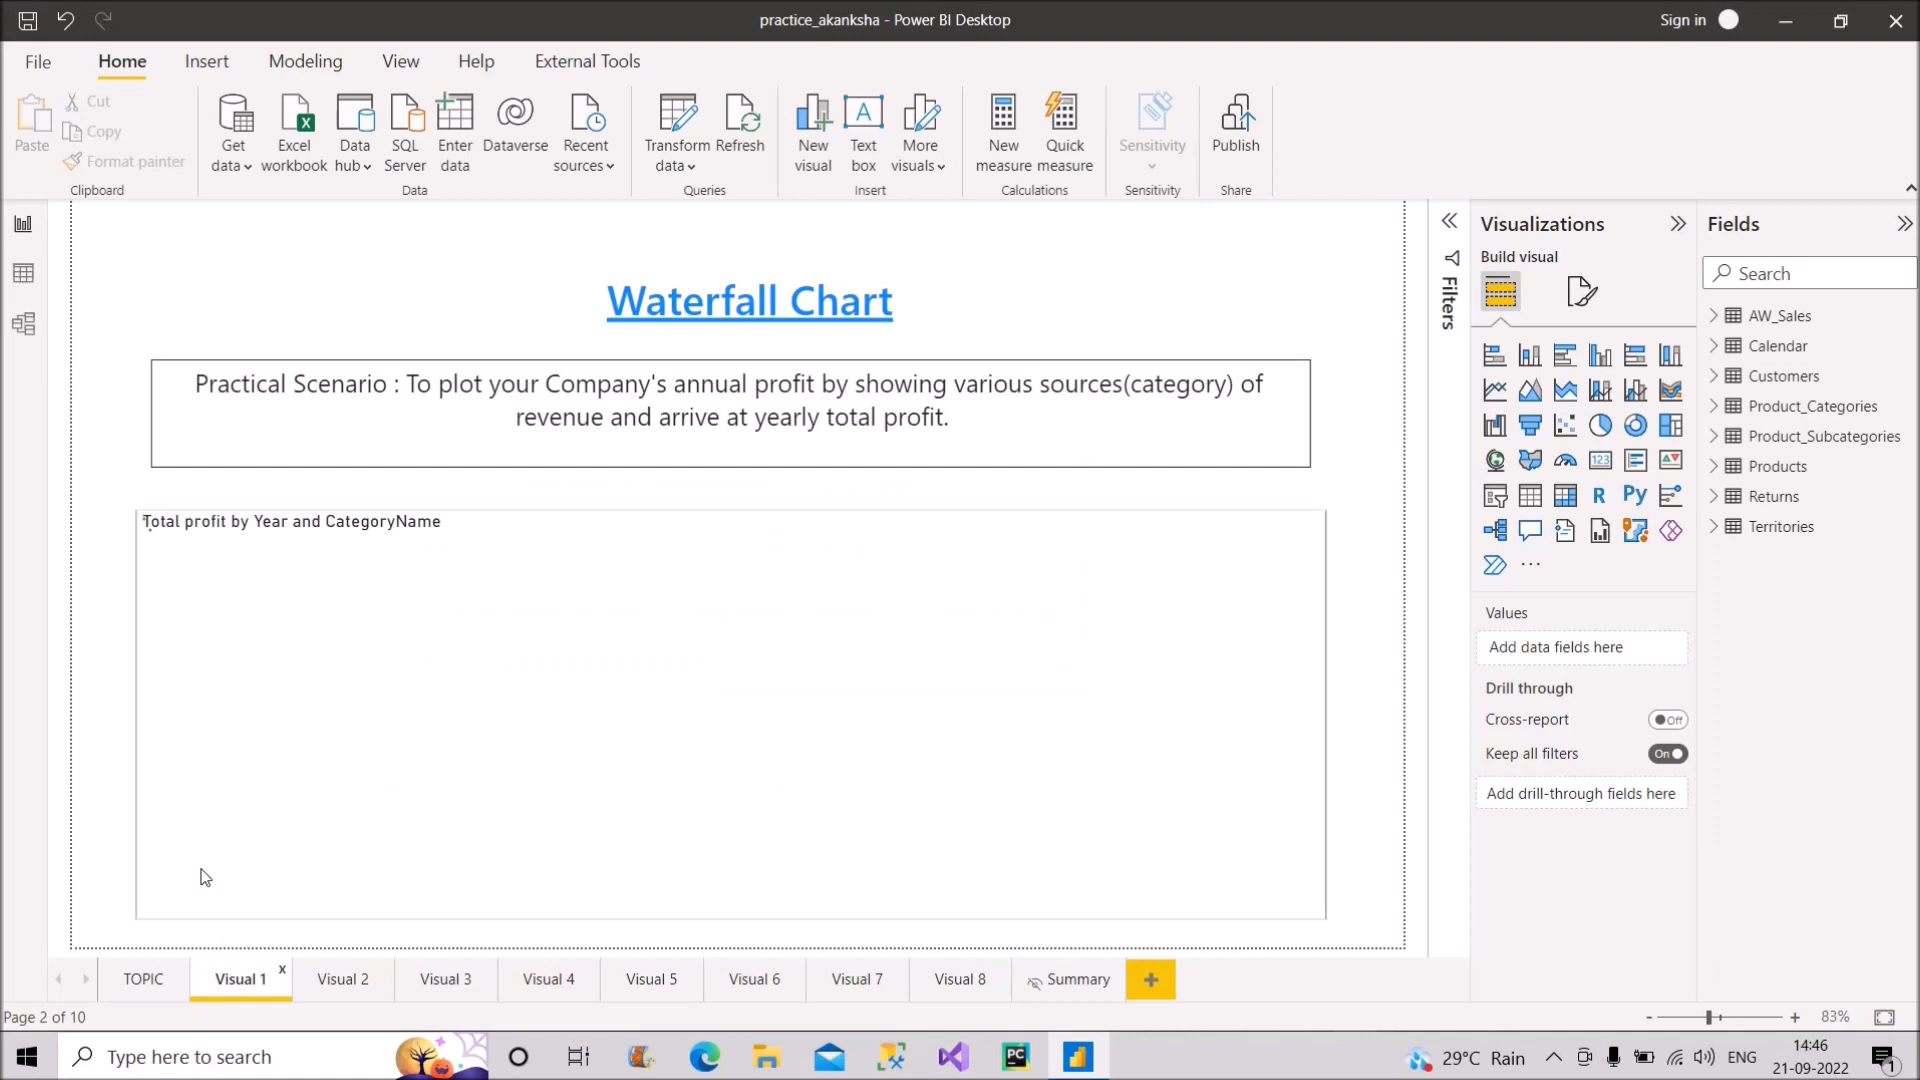 practice_akanksha - Power BI Desktop
Sign in
File Home Insert Modeling View Help External Tools
Paste
Cut
Copy
Format painter
Clipboard
Get data
Excel workbook
Data hub
SQL Server
Enter data
Dataverse
Recent sources
Data
Transform data
Refresh
Queries
New visual
Text box
More visuals
Insert
New measure
Quick measure
Calculations
Sensitivity
Sensitivity
Publish
Share
Waterfall Chart
Practical Scenario : To plot your Company's annual profit by showing various sources(category) of
revenue and arrive at yearly total profit.
Total profit by Year and CategoryName
Filters
Visualizations
Build visual
123
R
Py
Values
Add data fields here
Drill through
Cross-report
Off
Keep all filters
On
Add drill-through fields here
Fields
Search
AW_Sales
Calendar
Customers
Product_Categories
Product_Subcategories
Products
Returns
Territories
TOPIC Visual 1 x Visual 2 Visual 3 Visual 4 Visual 5 Visual 6 Visual 7 Visual 8 Summary +
Page 2 of 10
- + 83%
Type here to search
PC
29°C Rain
ENG
14:46
21-09-2022
1